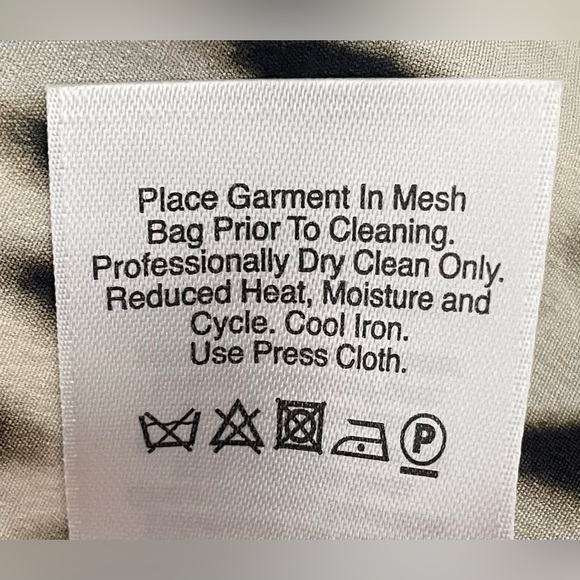 Place Garment In Mesh
Bag Prior To Cleaning.
Professionally Dry Clean Only.
Reduced Heat, Moisture and
Cycle. Cool Iron.
Use Press Cloth.
P